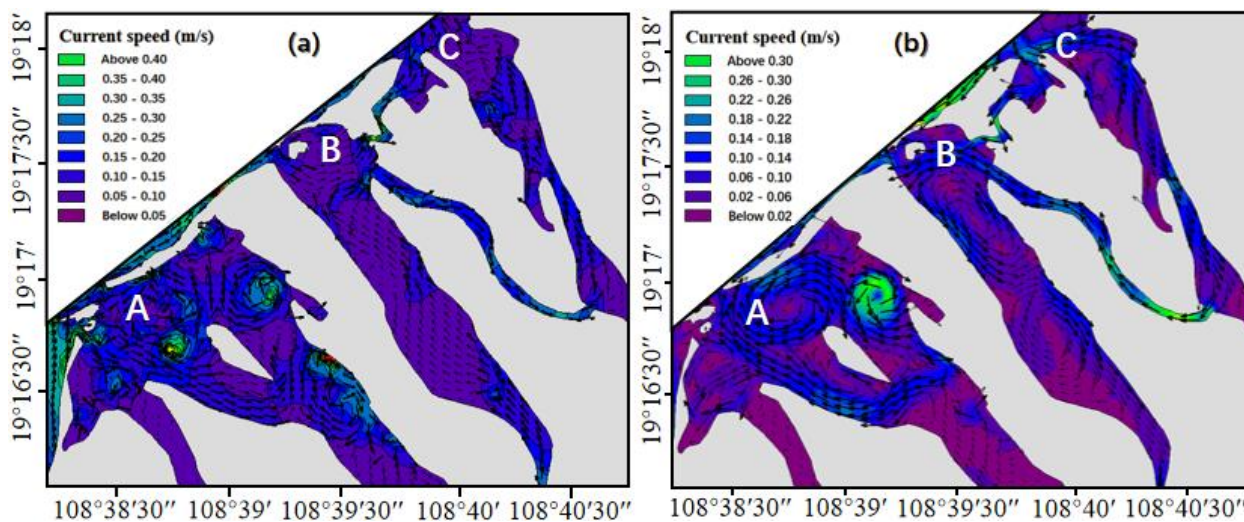 Current speed (m/s)
(a)
Above 0.40
0.35 - 0.40
0.30 - 0.35
0.25 - 0.30
0.20 - 0.25
0.15 - 0.20
0.10 - 0.15
0.05 - 0.10
Below 0.05
A
B
C
19°18′
19°17′30″
19°17′
19°16′30″
108°38′30″
108°39′
108°39′30″
108°40′
108°40′30″
Current speed (m/s)
(b)
Above 0.30
0.26 - 0.30
0.22 - 0.26
0.18 - 0.22
0.14 - 0.18
0.10 - 0.14
0.06 - 0.10
0.02 - 0.06
Below 0.02
A
B
C
19°18′
19°17′30″
19°17′
19°16′30″
108°38′30″
108°39′
108°39′30″
108°40′
108°40′30″